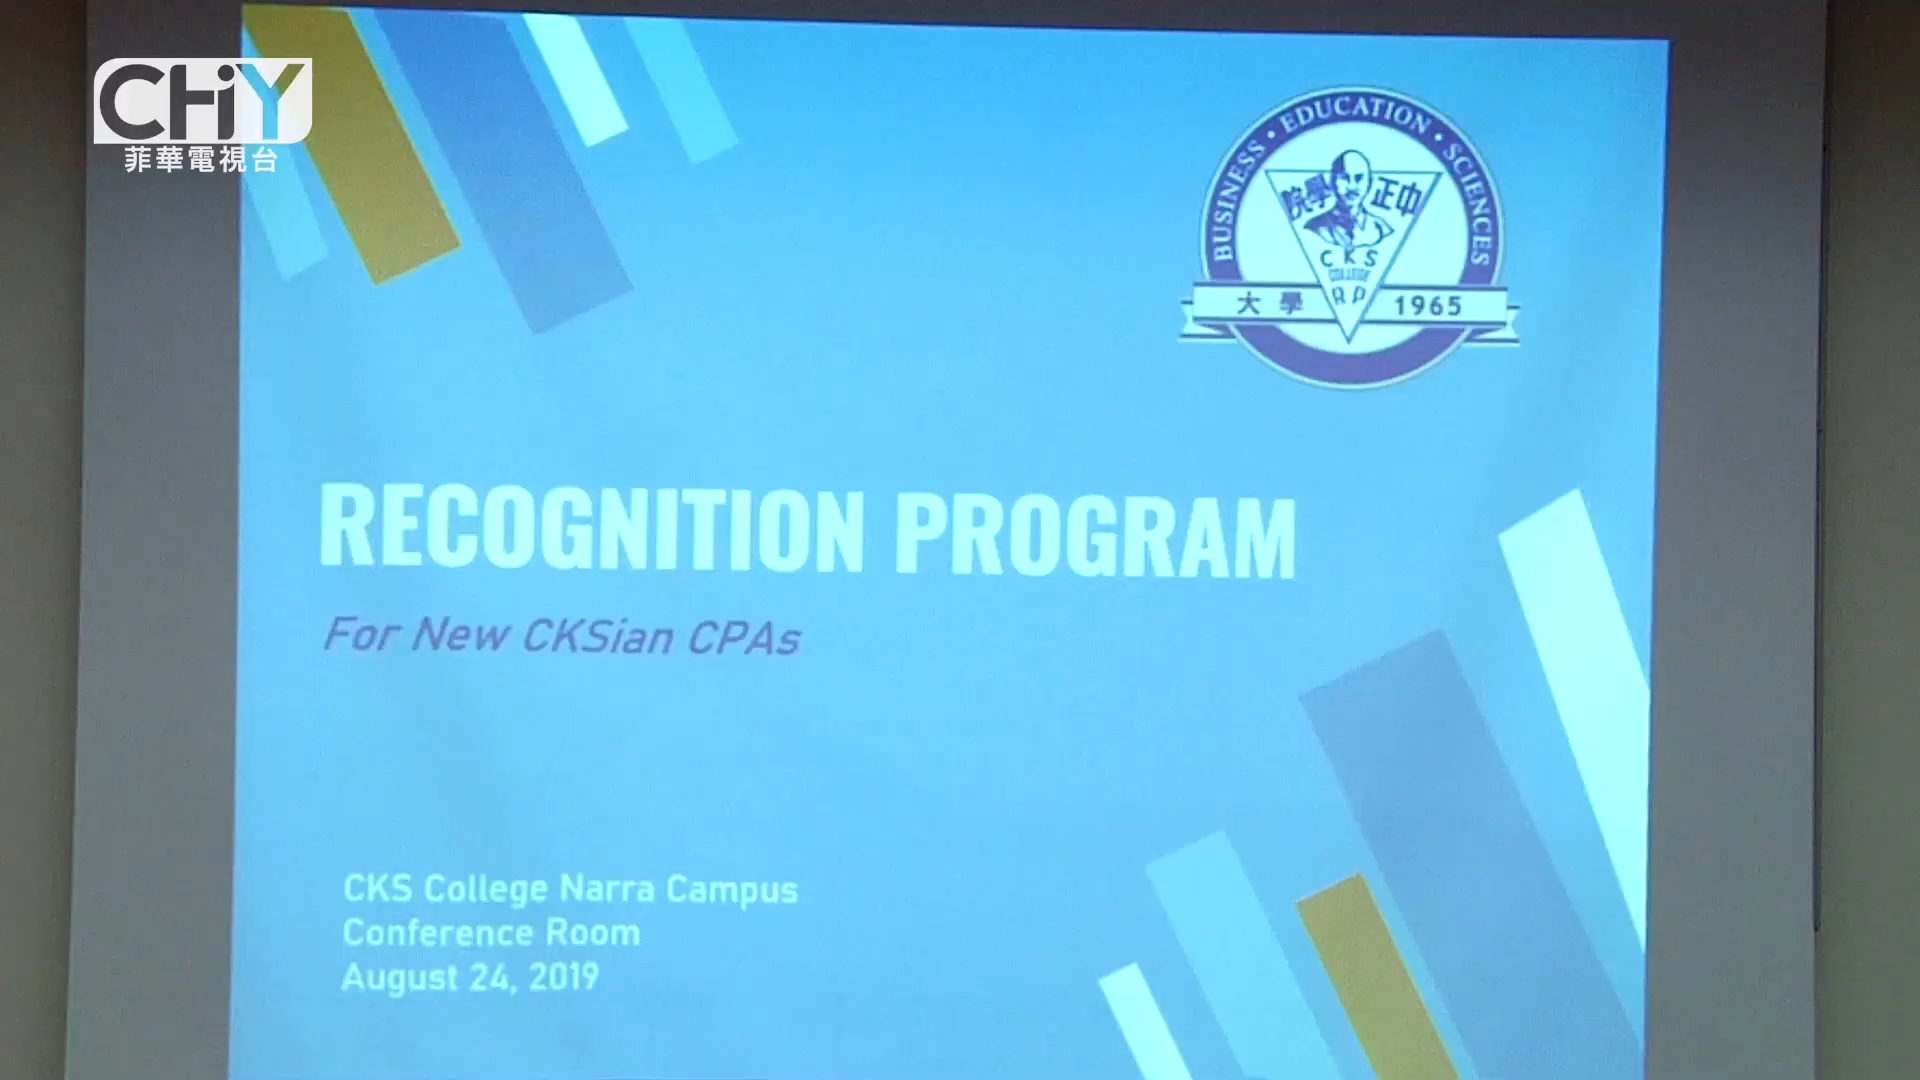 CHiY
菲華電視台
BUSINESS • EDUCATION • SCIENCES
院學 正中
CKS
COLLEGE
RP
大學 1965
RECOGNITION PROGRAM
For New CKSian CPAs
CKS College Narra Campus
Conference Room
August 24, 2019